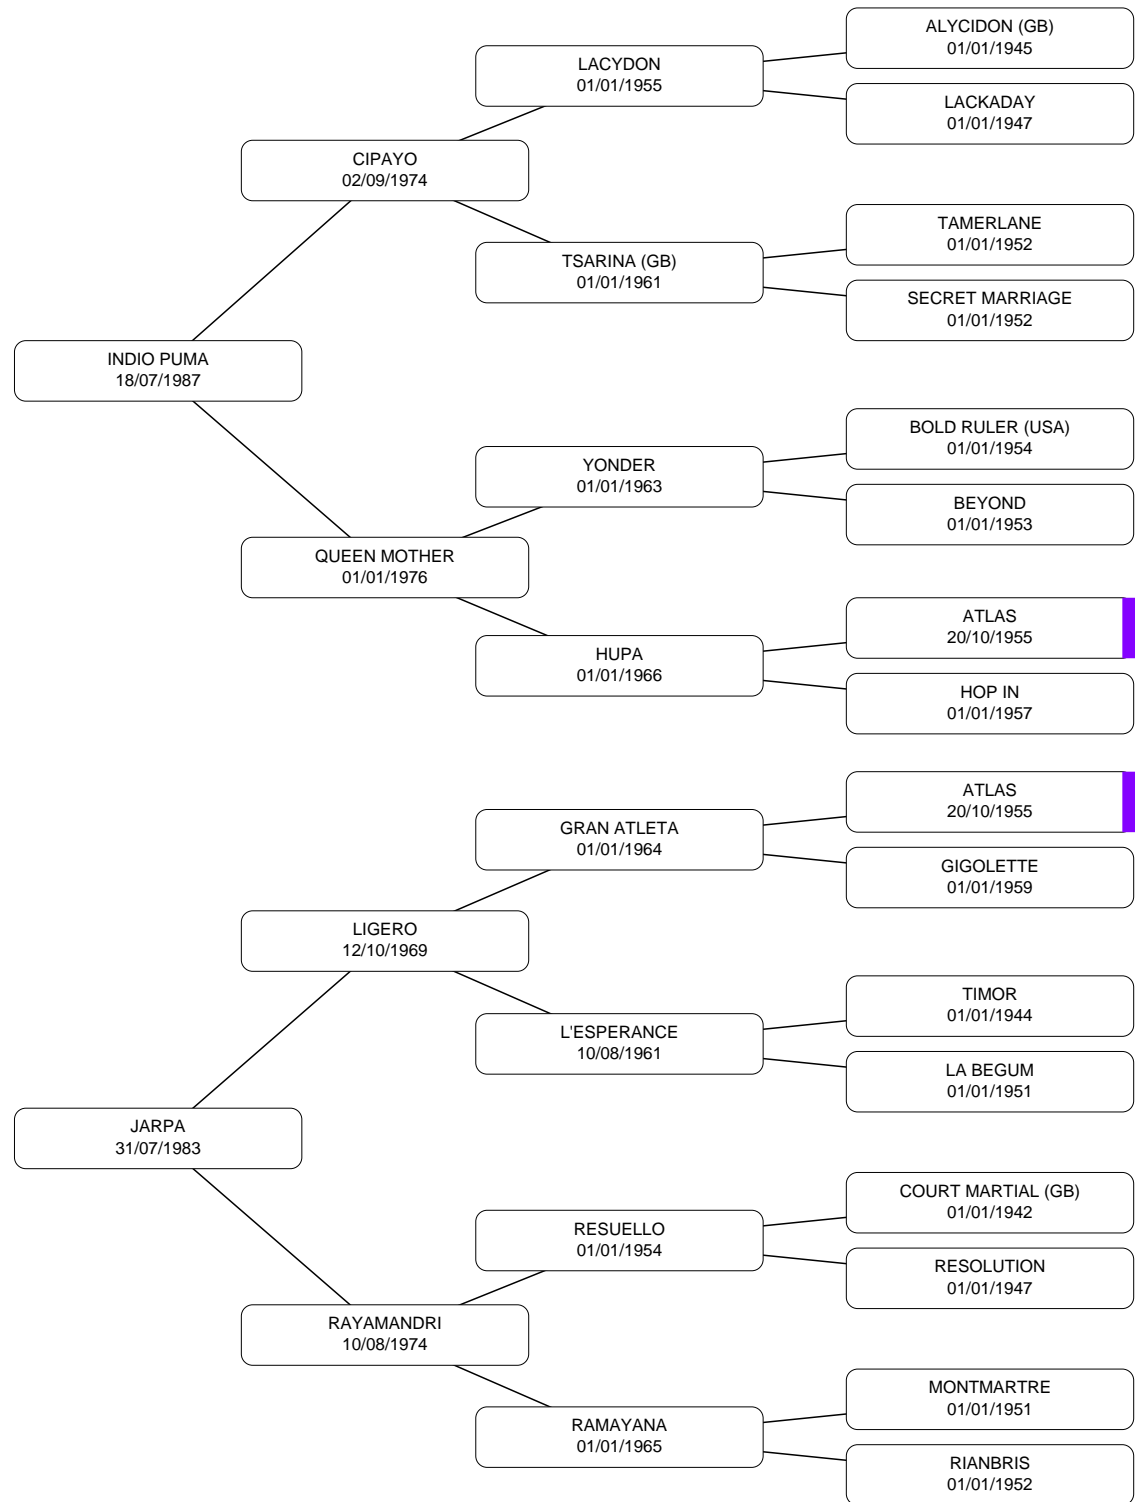 ALYCIDON (GB)
01/01/1945
LACYDON
01/01/1955
LACKADAY
01/01/1947
CIPAYO
02/09/1974
TAMERLANE
01/01/1952
TSARINA (GB)
01/01/1961
SECRET MARRIAGE
01/01/1952
INDIO PUMA
18/07/1987
BOLD RULER (USA)
01/01/1954
YONDER
01/01/1963
BEYOND
01/01/1953
QUEEN MOTHER
01/01/1976
ATLAS
20/10/1955
HUPA
01/01/1966
HOP IN
01/01/1957
ATLAS
20/10/1955
GRAN ATLETA
01/01/1964
GIGOLETTE
01/01/1959
LIGERO
12/10/1969
TIMOR
01/01/1944
L'ESPERANCE
10/08/1961
LA BEGUM
01/01/1951
JARPA
31/07/1983
COURT MARTIAL (GB)
01/01/1942
RESUELLO
01/01/1954
RESOLUTION
01/01/1947
RAYAMANDRI
10/08/1974
MONTMARTRE
01/01/1951
RAMAYANA
01/01/1965
RIANBRIS
01/01/1952